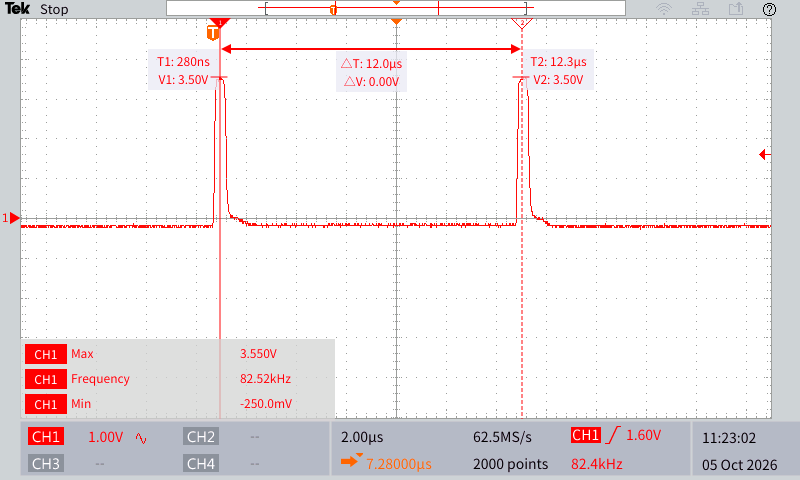 Tek Stop
1 2
T
T
T1: 280ns
V1: 3.50V
△T: 12.0µs
△V: 0.00V
T2: 12.3µs
V2: 3.50V
1
CH1 Max 3.550V
CH1 Frequency 82.52kHz
CH1 Min -250.0mV
CH1 1.00V CH2 -- 2.00µs 62.5MS/s CH1 1.60V 11:23:02
CH3 -- CH4 -- 7.28000µs 2000 points 82.4kHz 05 Oct 2026